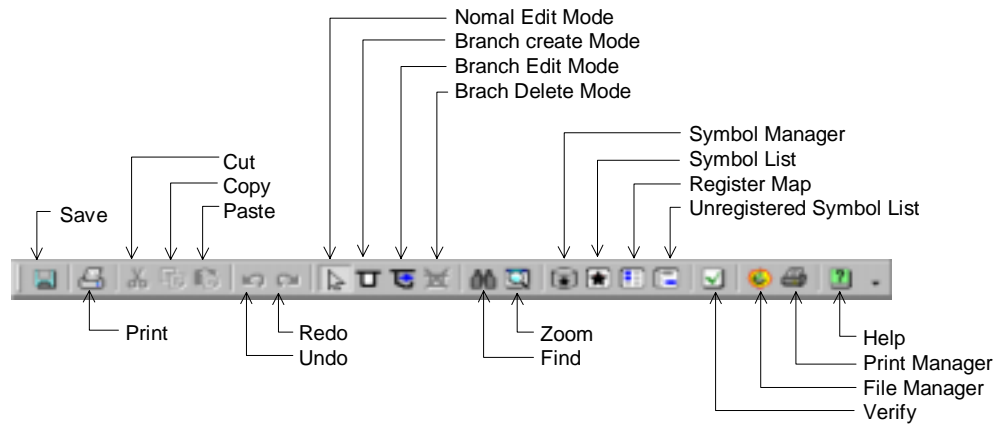 Nomal Edit Mode
Branch create Mode
Branch Edit Mode
Brach Delete Mode
Symbol Manager
Symbol List
Register Map
Unregistered Symbol List
Cut
Copy
Paste
Save
Print
Redo
Undo
Zoom
Find
Help
Print Manager
File Manager
Verify